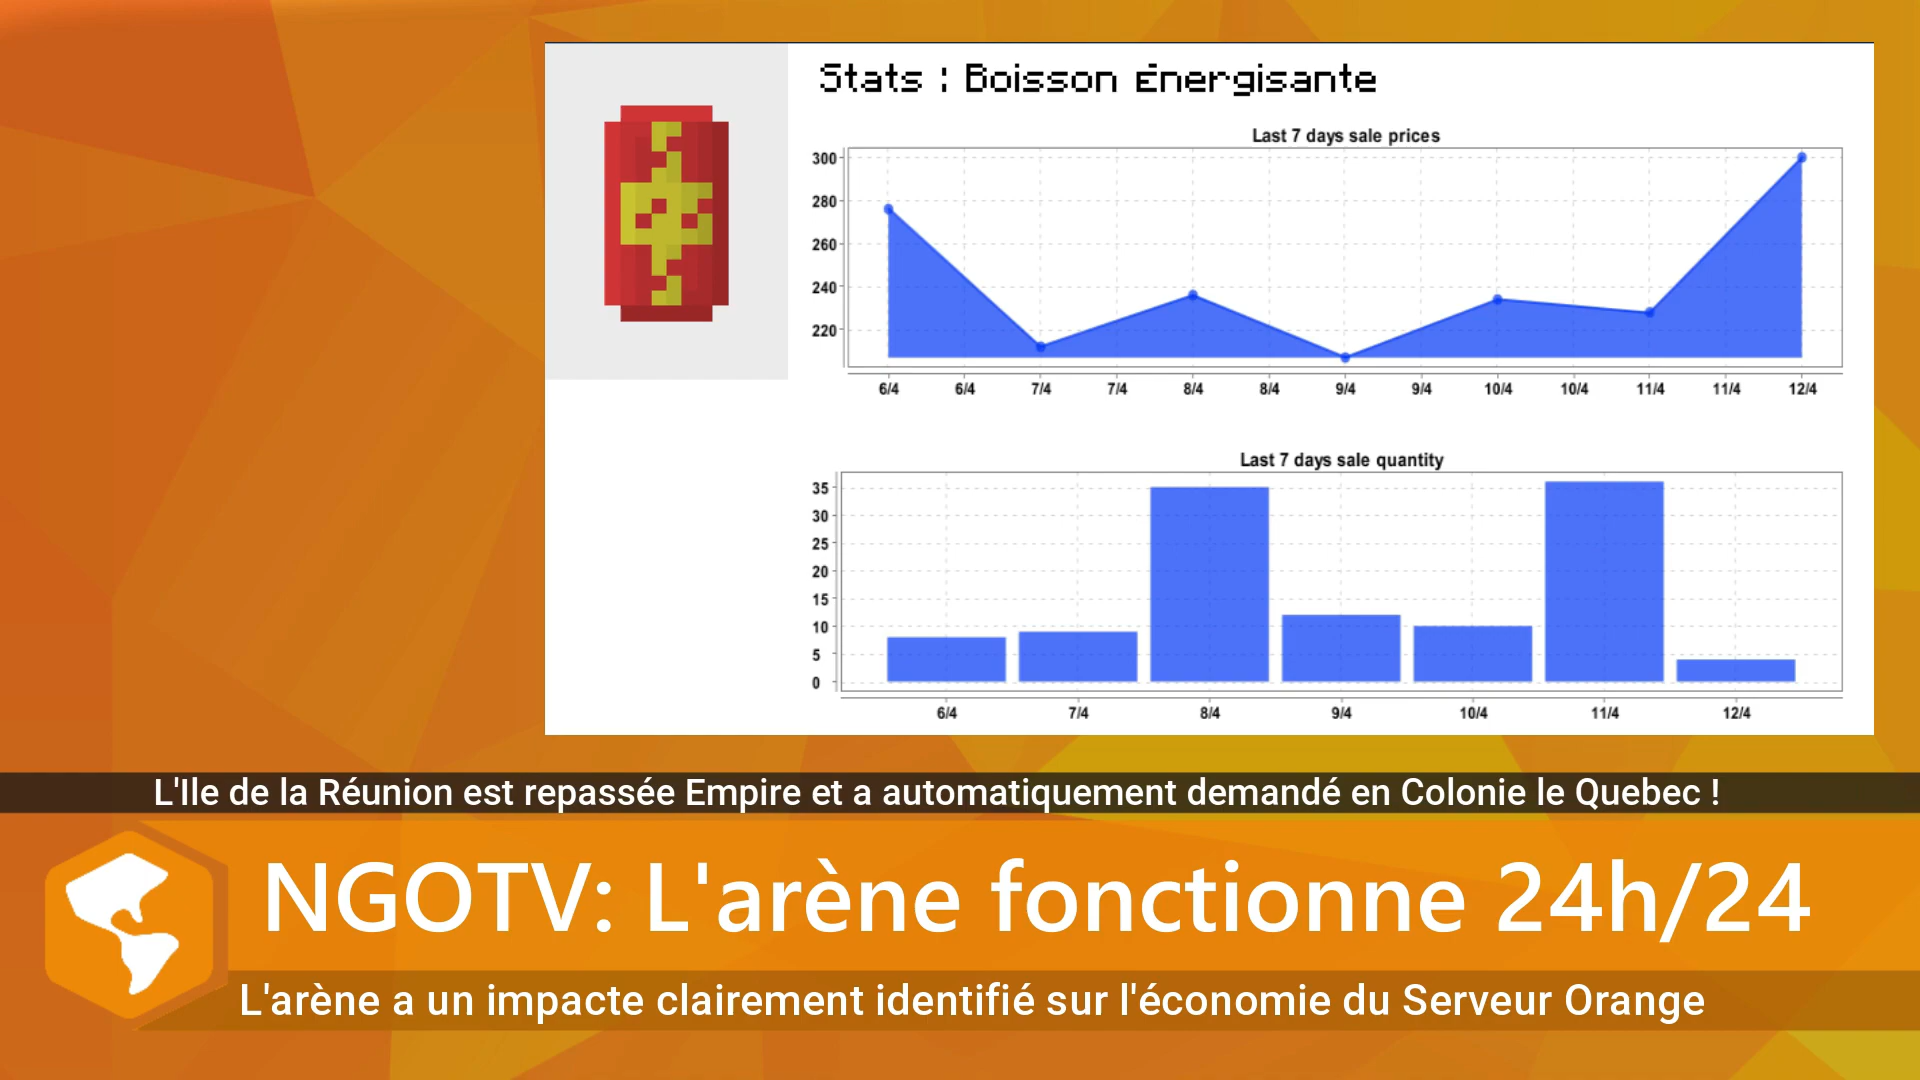 Stats : Boisson Énergisante
Last 7 days sale prices
300
280
260
240
220
6/4 6/4 7/4 7/4 8/4 8/4 9/4 9/4 10/4 10/4 11/4 11/4 12/4
Last 7 days sale quantity
35
30
25
20
15
10
5
0
6/4 7/4 8/4 9/4 10/4 11/4 12/4
L'Ile de la Réunion est repassée Empire et a automatiquement demandé en Colonie le Quebec !
NGOTV: L'arène fonctionne 24h/24
L'arène a un impacte clairement identifié sur l'économie du Serveur Orange